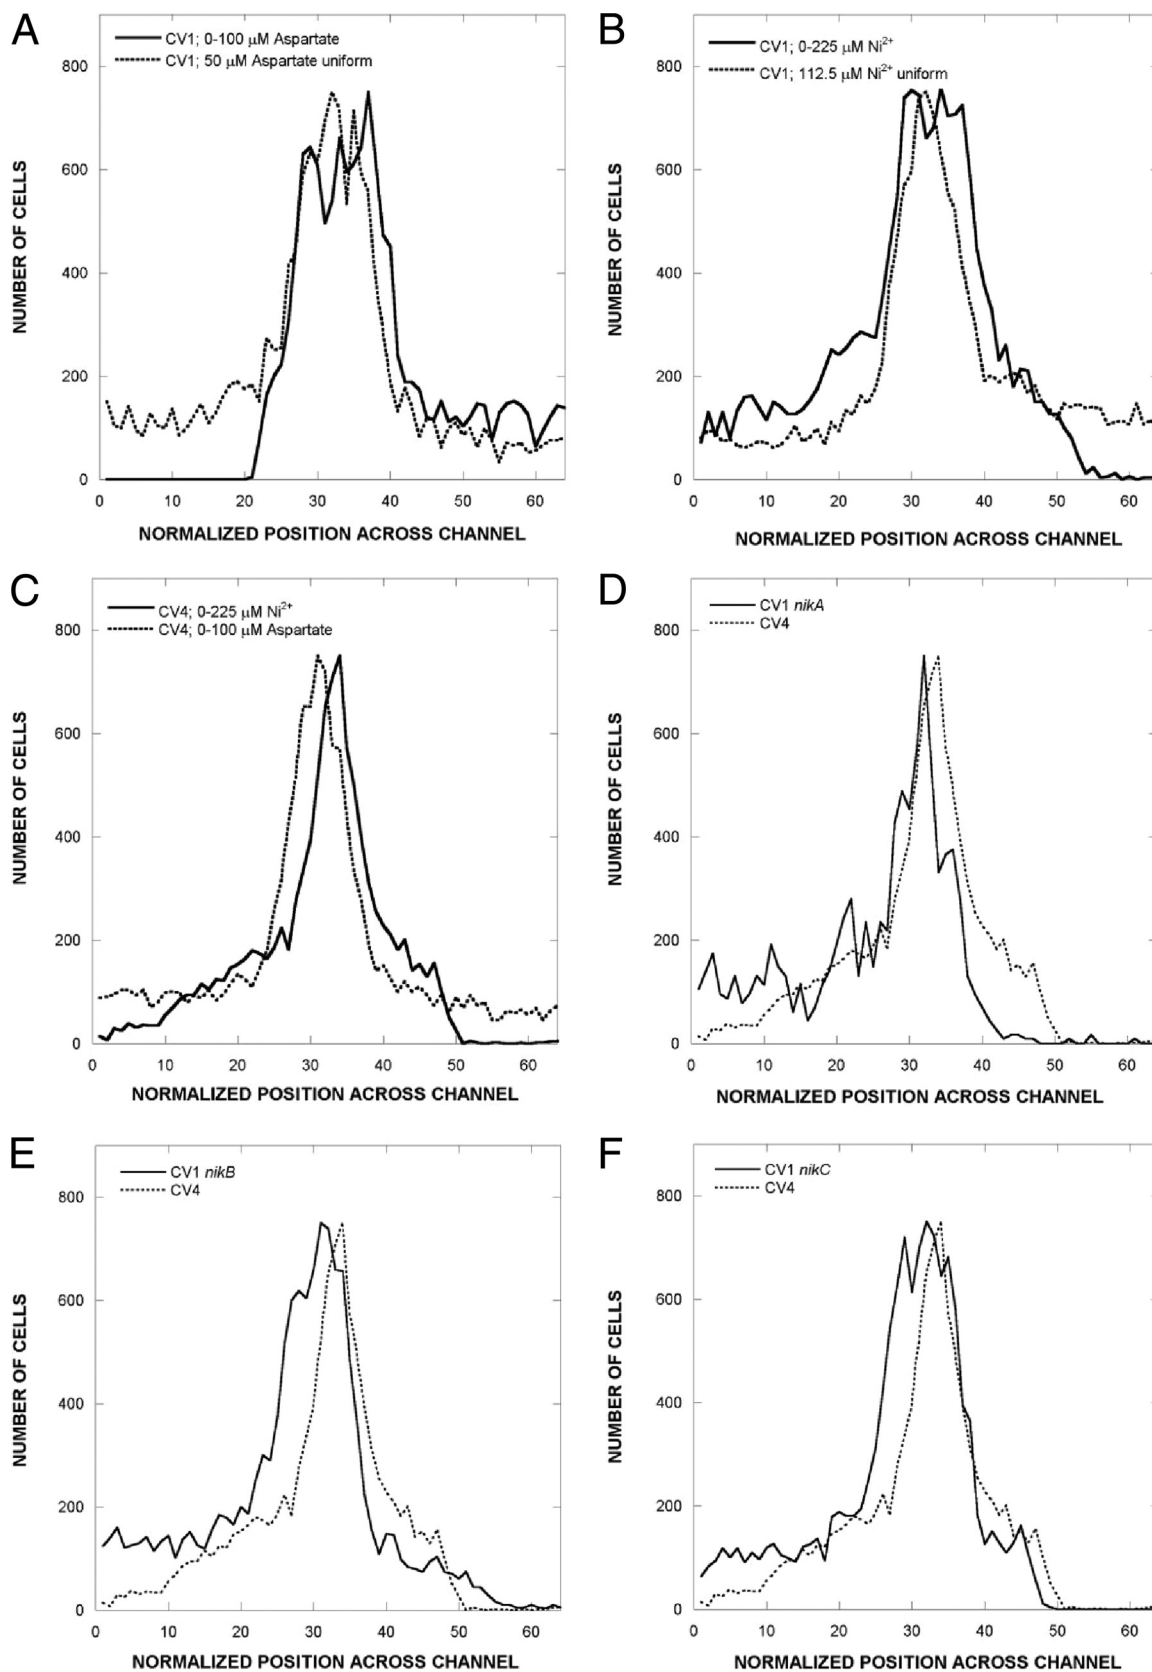 A
CV1; 0-100 μM Aspartate
CV1; 50 μM Aspartate uniform
NUMBER OF CELLS
800
600
400
200
0
0 10 20 30 40 50 60
NORMALIZED POSITION ACROSS CHANNEL
B
CV1; 0-225 μM Ni²⁺
CV1; 112.5 μM Ni²⁺ uniform
NUMBER OF CELLS
800
600
400
200
0
0 10 20 30 40 50 60
NORMALIZED POSITION ACROSS CHANNEL
C
CV4; 0-225 μM Ni²⁺
CV4; 0-100 μM Aspartate
NUMBER OF CELLS
800
600
400
200
0
0 10 20 30 40 50 60
NORMALIZED POSITION ACROSS CHANNEL
D
CV1 nikA
CV4
NUMBER OF CELLS
800
600
400
200
0
0 10 20 30 40 50 60
NORMALIZED POSITION ACROSS CHANNEL
E
CV1 nikB
CV4
NUMBER OF CELLS
800
600
400
200
0
0 10 20 30 40 50 60
NORMALIZED POSITION ACROSS CHANNEL
F
CV1 nikC
CV4
NUMBER OF CELLS
800
600
400
200
0
0 10 20 30 40 50 60
NORMALIZED POSITION ACROSS CHANNEL